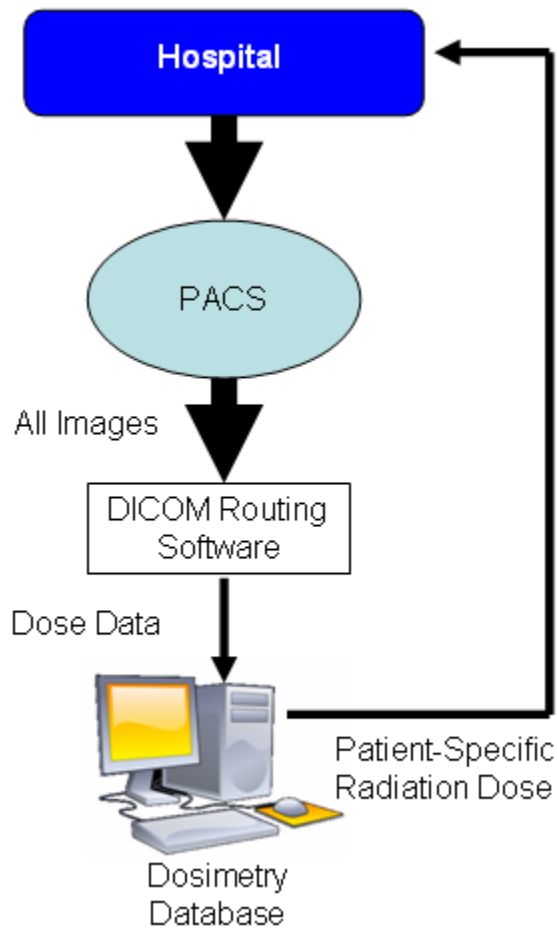 Hospital
PACS
All Images
DICOM Routing
Software
Dose Data
Patient-Specific
Radiation Dose
Dosimetry
Database